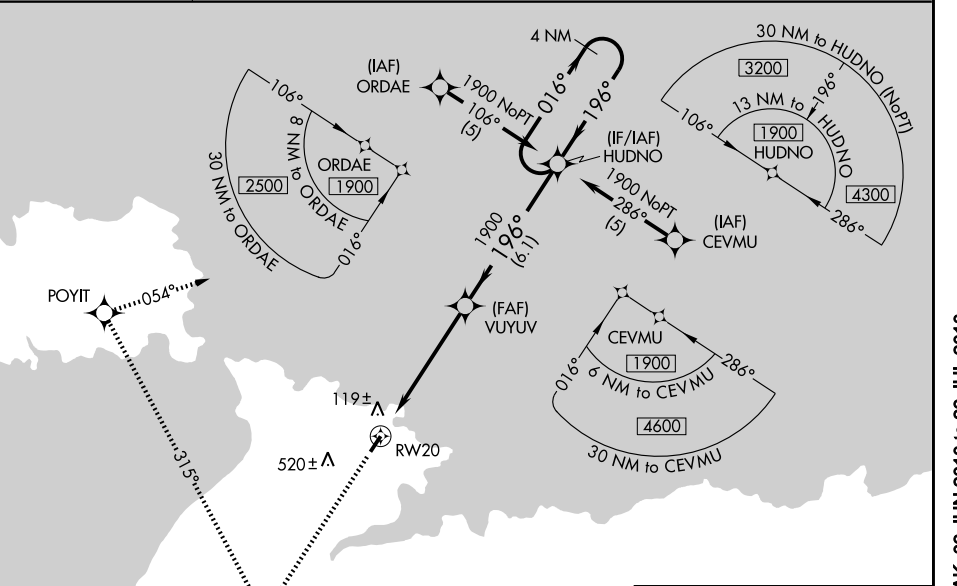 4 NM
016°
196°
(IAF)
ORDAE
1900 NoPT
106°
(5)
(IF/IAF)
HUDNO
1900 NoPT
286°
(5)
(IAF)
CEVMU
1900
196°
(6.1)
(FAF)
VUYUV
30 NM to HUDNO (NoPT)
3200
196°
13 NM to HUDNO
106°
1900
HUDNO
4300
286°
106°
8 NM to ORDAE
ORDAE
1900
2500
30 NM to ORDAE
016°
POYIT
054°
315°
119±
520±
RW20
CEVMU
1900
6 NM to CEVMU
016°
286°
4600
30 NM to CEVMU